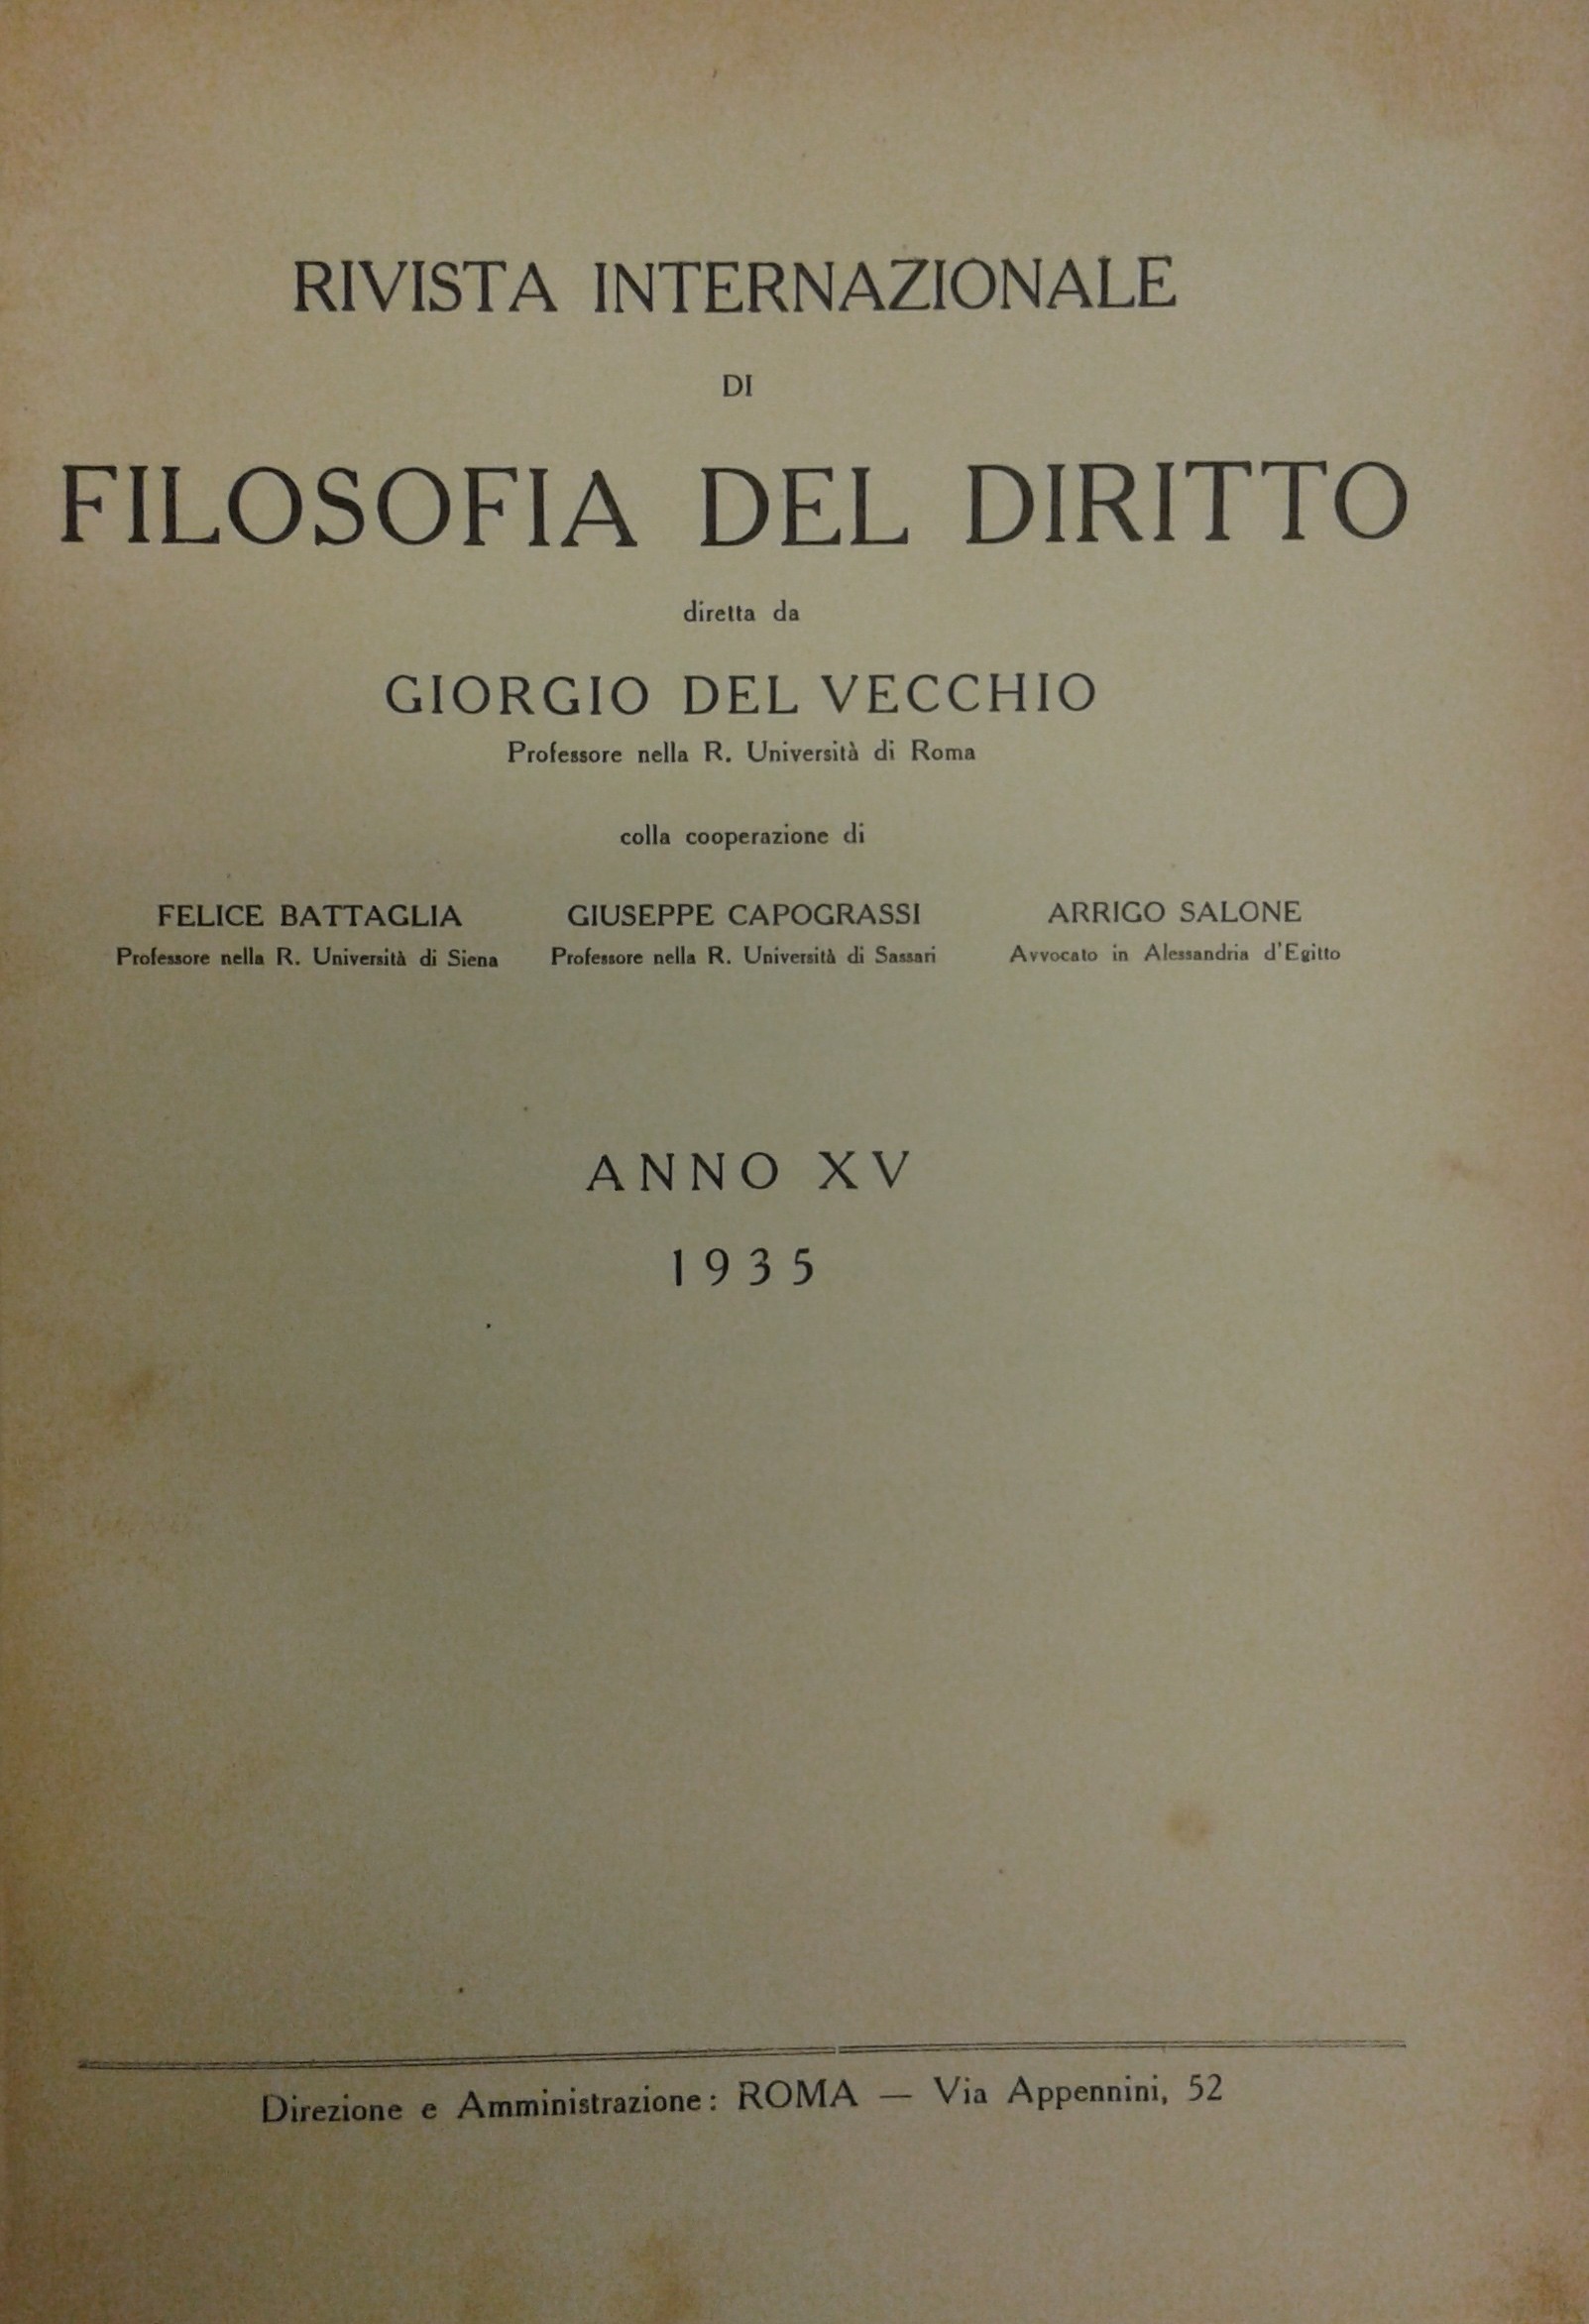 RIVISTA INTERNAZIONALE
DI
FILOSOFIA DEL DIRITTO
diretta da
GIORGIO DEL VECCHIO
Professore nella R. Università di Roma
colla cooperazione di
FELICE BATTAGLIA
Professore nella R. Università di Siena
GIUSEPPE CAPOGRASSI
Professore nella R. Università di Sassari
ARRIGO SALONE
Avvocato in Alessandria d'Egitto
ANNO XV
1935
Direzione e Amministrazione: ROMA — Via Appennini, 52